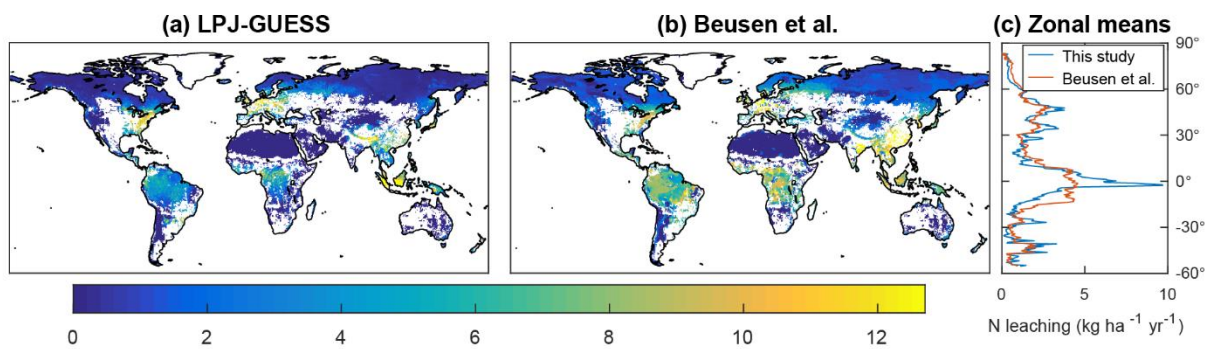 (a) LPJ-GUESS
(b) Beusen et al.
(c) Zonal means
This study
Beusen et al.
90°
60°
30°
0°
-30°
-60°
0 5 10
N leaching (kg ha -1 yr-1)
0 2 4 6 8 10 12